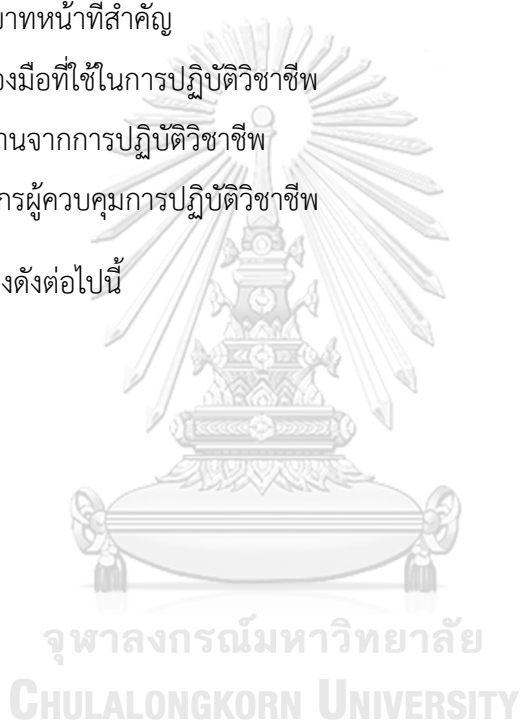 าทหน้าที่สำคัญ
องมือที่ใช้ในการปฏิบัติวิชาชีพ
านจากการปฏิบัติวิชาชีพ
กรผู้ควบคุมการปฏิบัติวิชาชีพ
งดังต่อไปนี้
จุฬาลงกรณ์มหาวิทยาลัย
CHULALONGKORN UNIVERSITY